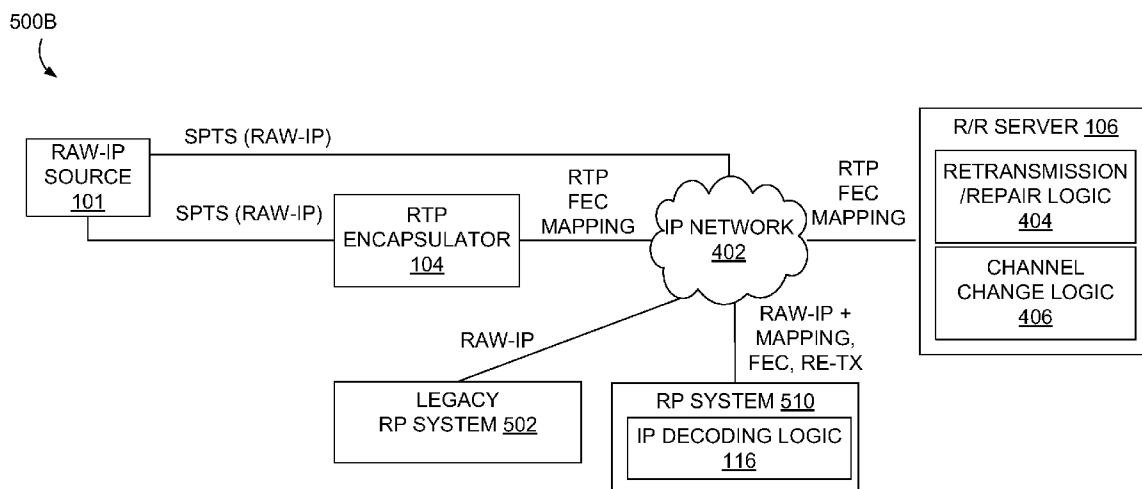 500B
SPTS (RAW-IP)
RAW-IP
SOURCE
101
SPTS (RAW-IP)
RTP
ENCAPSULATOR
104
RTP
FEC
MAPPING
IP NETWORK
402
RTP
FEC
MAPPING
R/R SERVER 106
RETRANSMISSION
/REPAIR LOGIC
404
CHANNEL
CHANGE LOGIC
406
RAW-IP
RAW-IP +
MAPPING,
FEC, RE-TX
LEGACY
RP SYSTEM 502
RP SYSTEM 510
IP DECODING LOGIC
116